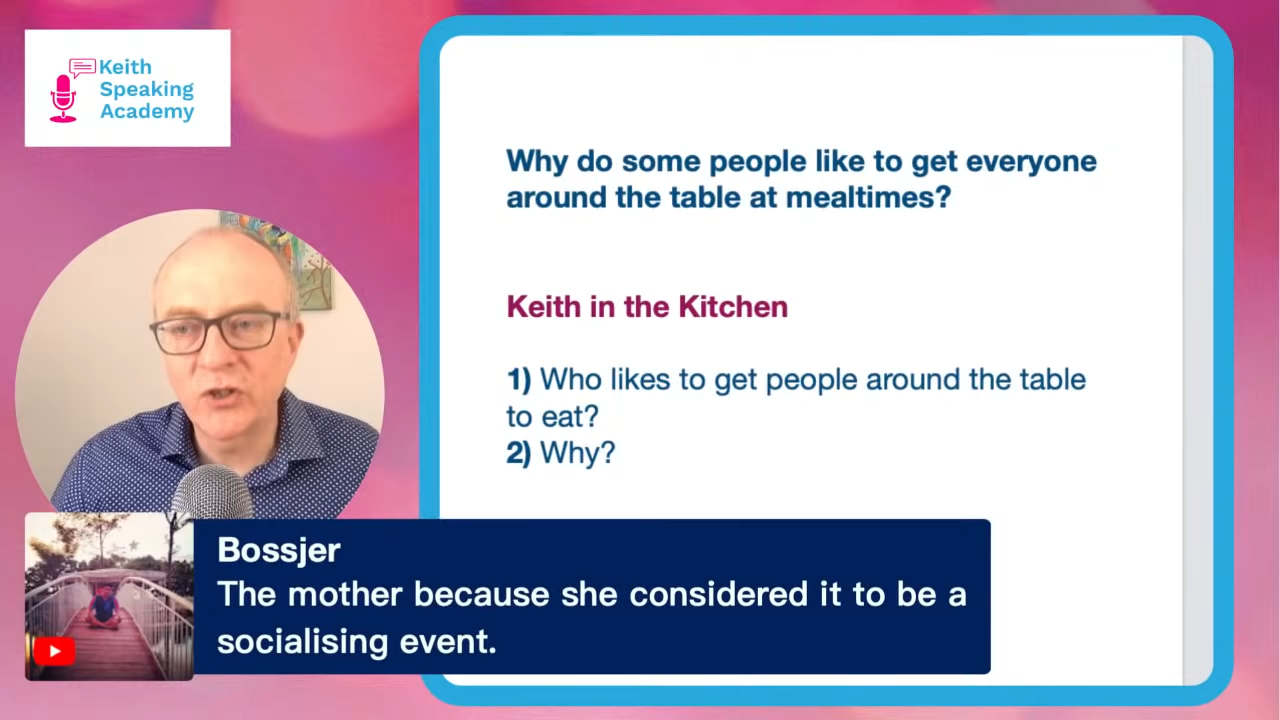 Keith
Speaking
Academy
Why do some people like to get everyone
around the table at mealtimes?
Keith in the Kitchen
1) Who likes to get people around the table
to eat?
2) Why?
Bossjer
The mother because she considered it to be a
socialising event.